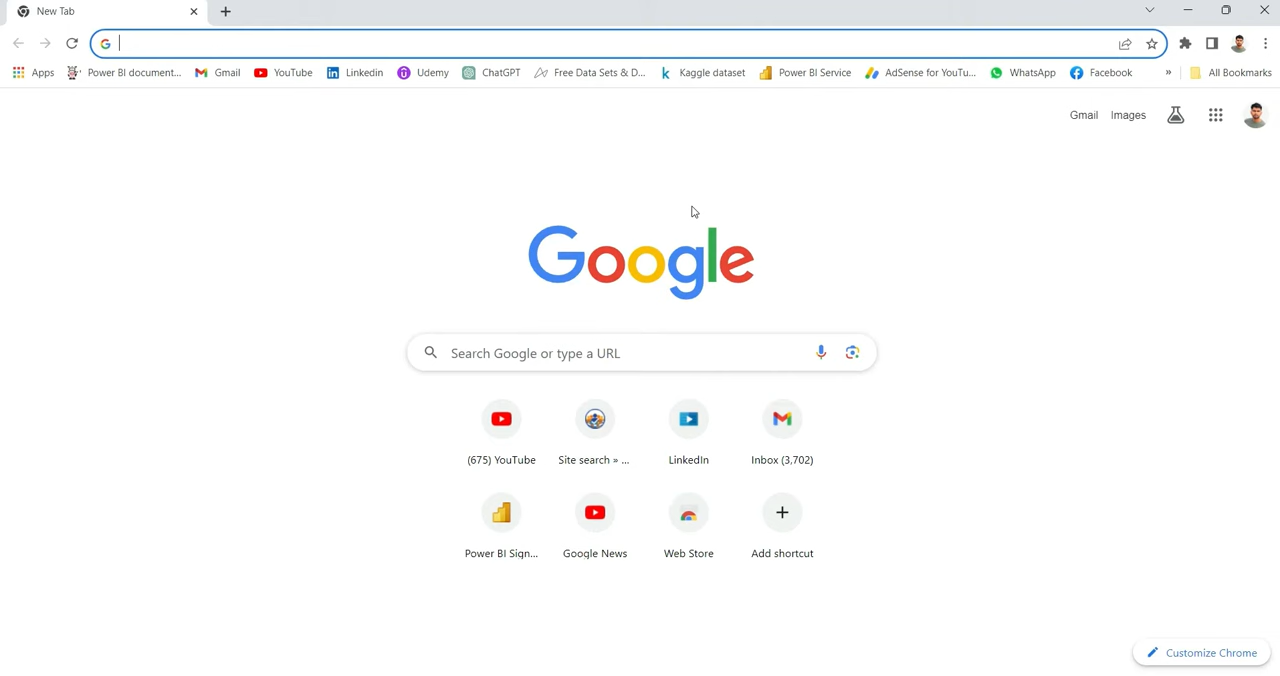 New Tab
Apps Power BI document... Gmail YouTube Linkedin Udemy ChatGPT Free Data Sets & D... Kaggle dataset Power BI Service AdSense for YouTu... WhatsApp Facebook » All Bookmarks
Gmail Images
Google
Search Google or type a URL
(675) YouTube Site search » ... LinkedIn Inbox (3,702)
Power BI Sign... Google News Web Store Add shortcut
Customize Chrome